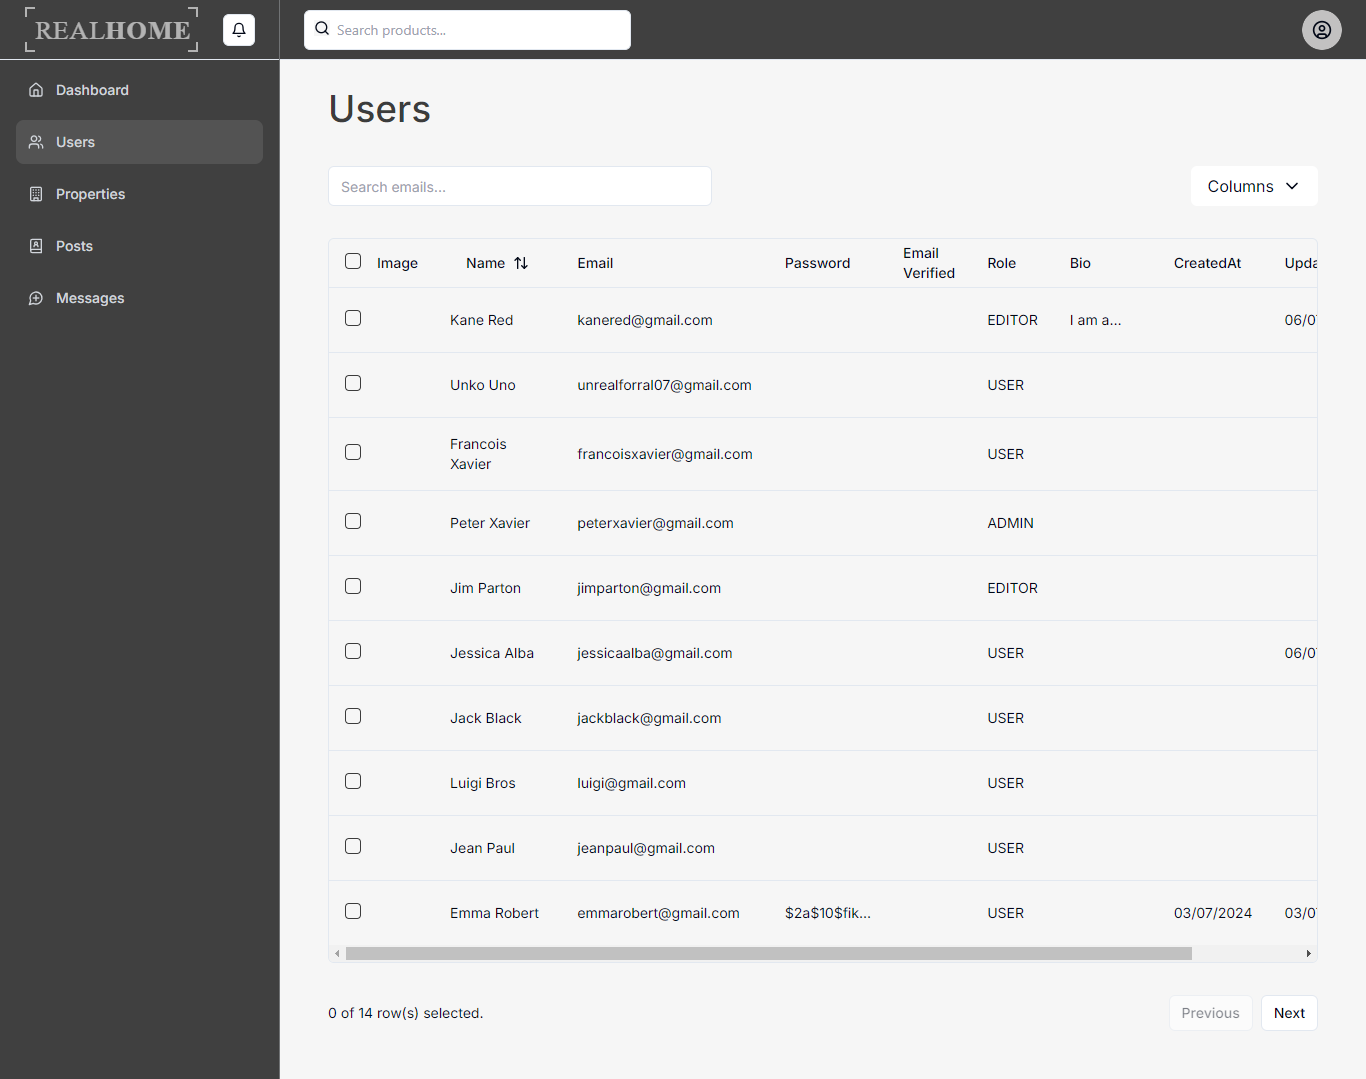 REALHOME
Search products...
Dashboard
Users
Properties
Posts
Messages
Users
Search emails...
Columns
Image Name Email Password Email Verified Role Bio CreatedAt Upda
Kane Red kanered@gmail.com EDITOR I am a... 06/0
Unko Uno unrealforral07@gmail.com USER
Francois Xavier francoisxavier@gmail.com USER
Peter Xavier peterxavier@gmail.com ADMIN
Jim Parton jimparton@gmail.com EDITOR
Jessica Alba jessicaalba@gmail.com USER 06/0
Jack Black jackblack@gmail.com USER
Luigi Bros luigi@gmail.com USER
Jean Paul jeanpaul@gmail.com USER
Emma Robert emmarobert@gmail.com $2a$10$fik... USER 03/07/2024 03/0
0 of 14 row(s) selected.
Previous Next